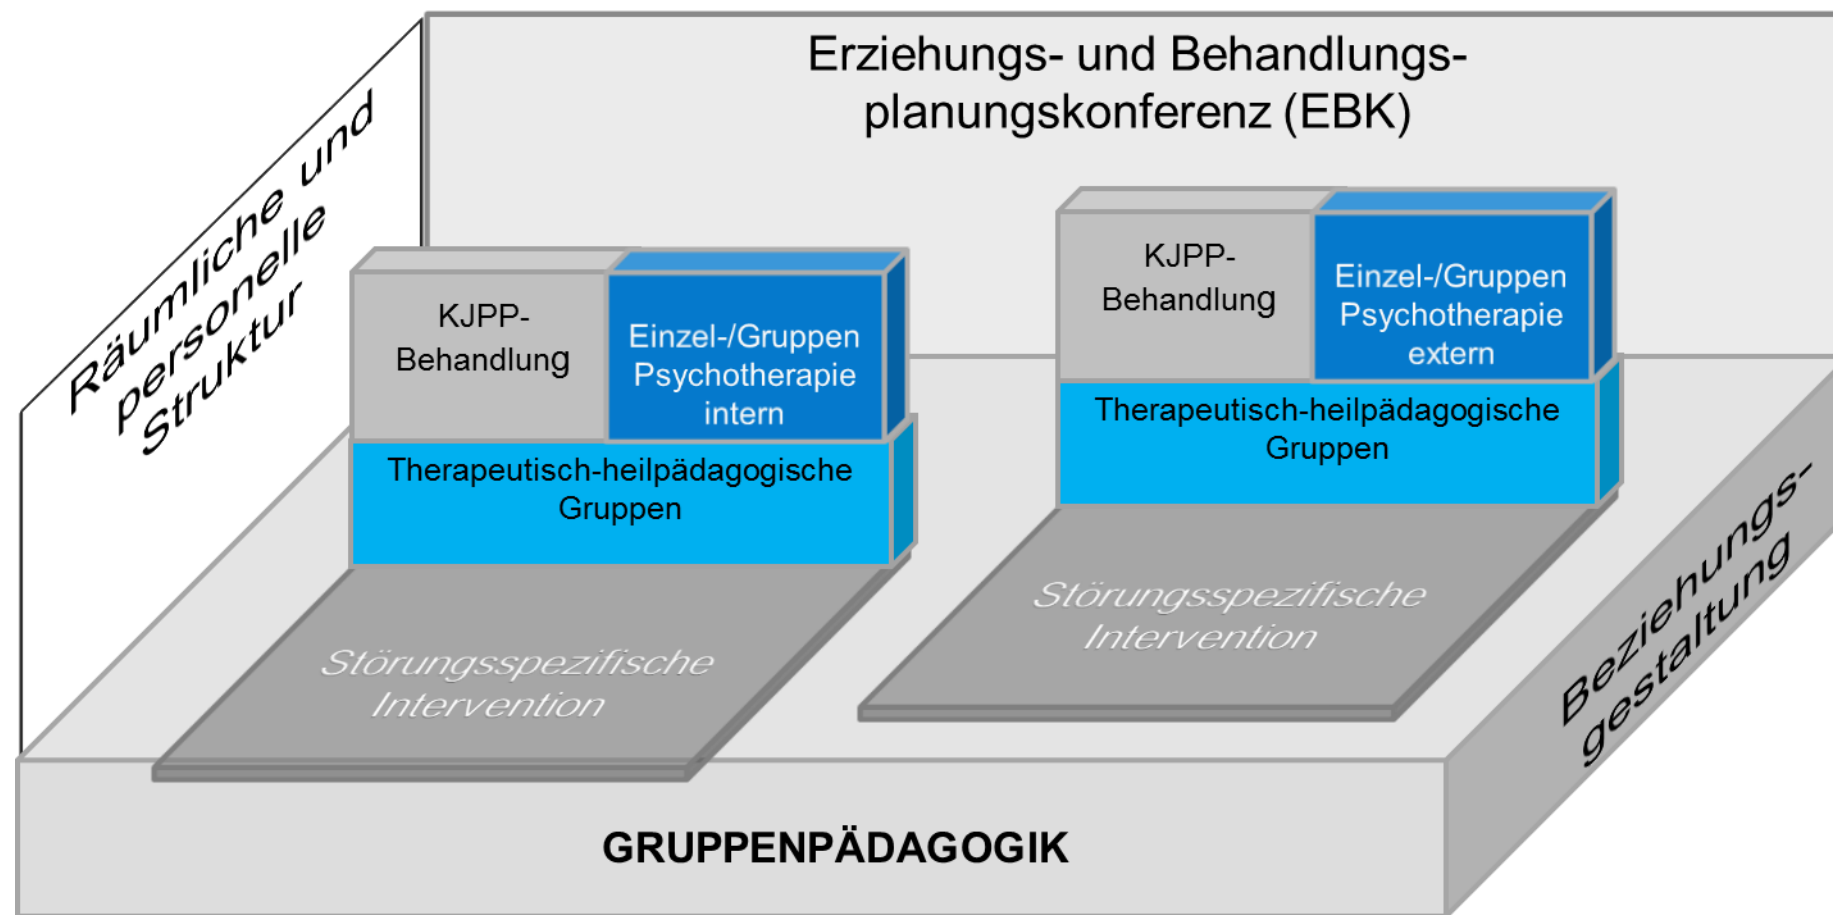 Erziehungs- und Behandlungs-
planungskonferenz (EBK)
Räumliche und
personelle
Struktur
KJPP-
Behandlung
Einzel-/Gruppen
Psychotherapie
intern
Therapeutisch-heilpädagogische
Gruppen
Störungsspezifische
Intervention
KJPP-
Behandlung
Einzel-/Gruppen
Psychotherapie
extern
Therapeutisch-heilpädagogische
Gruppen
Störungsspezifische
Intervention
Beziehungs-
gestaltung
GRUPPENPÄDAGOGIK